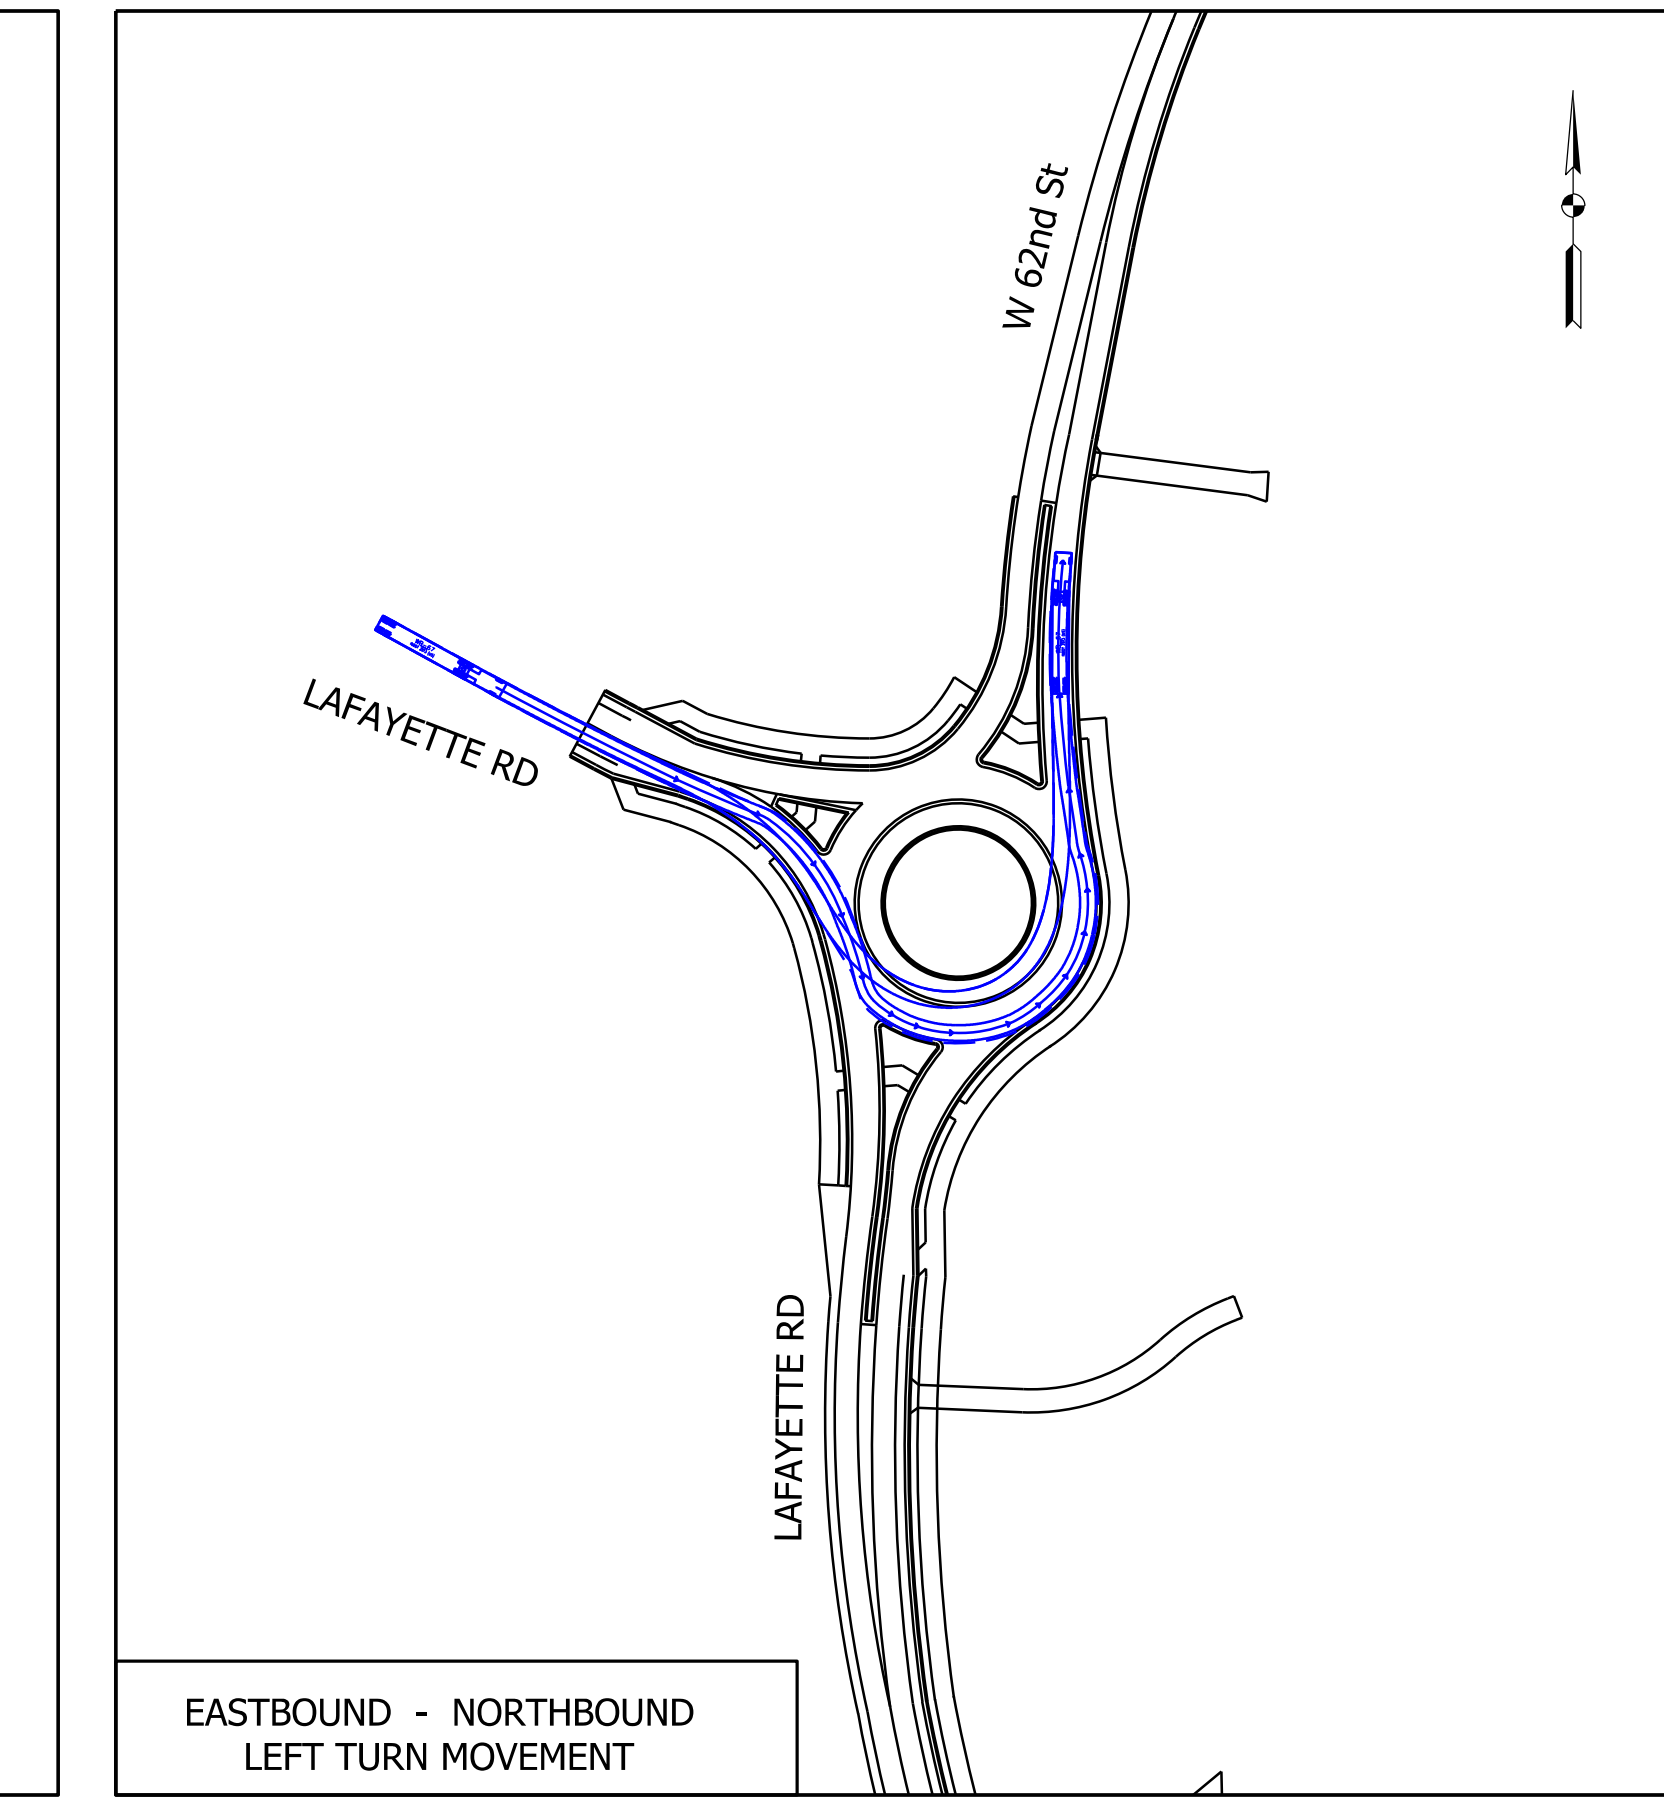 W 62nd St
LAFAYETTE RD
LAFAYETTE RD
EASTBOUND - NORTHBOUND
LEFT TURN MOVEMENT